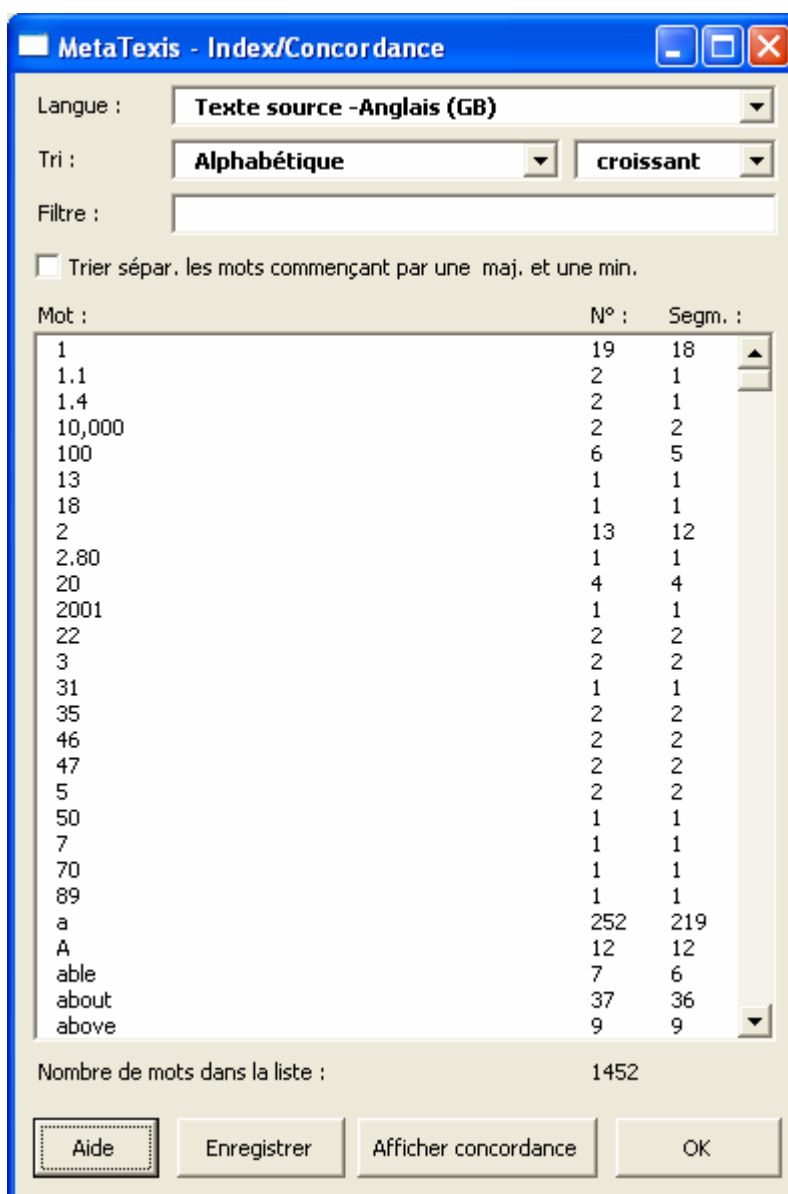 MetaTexis - Index/Concordance
Langue : Texte source -Anglais (GB)
Tri : Alphabétique croissant
Filtre :
Trier sépar. les mots commençant par une maj. et une min.
Mot : N° : Segm. :
1 19 18
1.1 2 1
1.4 2 1
10,000 2 2
100 6 5
13 1 1
18 1 1
2 13 12
2.80 1 1
20 4 4
2001 1 1
22 2 2
3 2 2
31 1 1
35 2 2
46 2 2
47 2 2
5 2 2
50 1 1
7 1 1
70 1 1
89 1 1
a 252 219
A 12 12
able 7 6
about 37 36
above 9 9
Nombre de mots dans la liste : 1452
Aide Enregistrer Afficher concordance OK